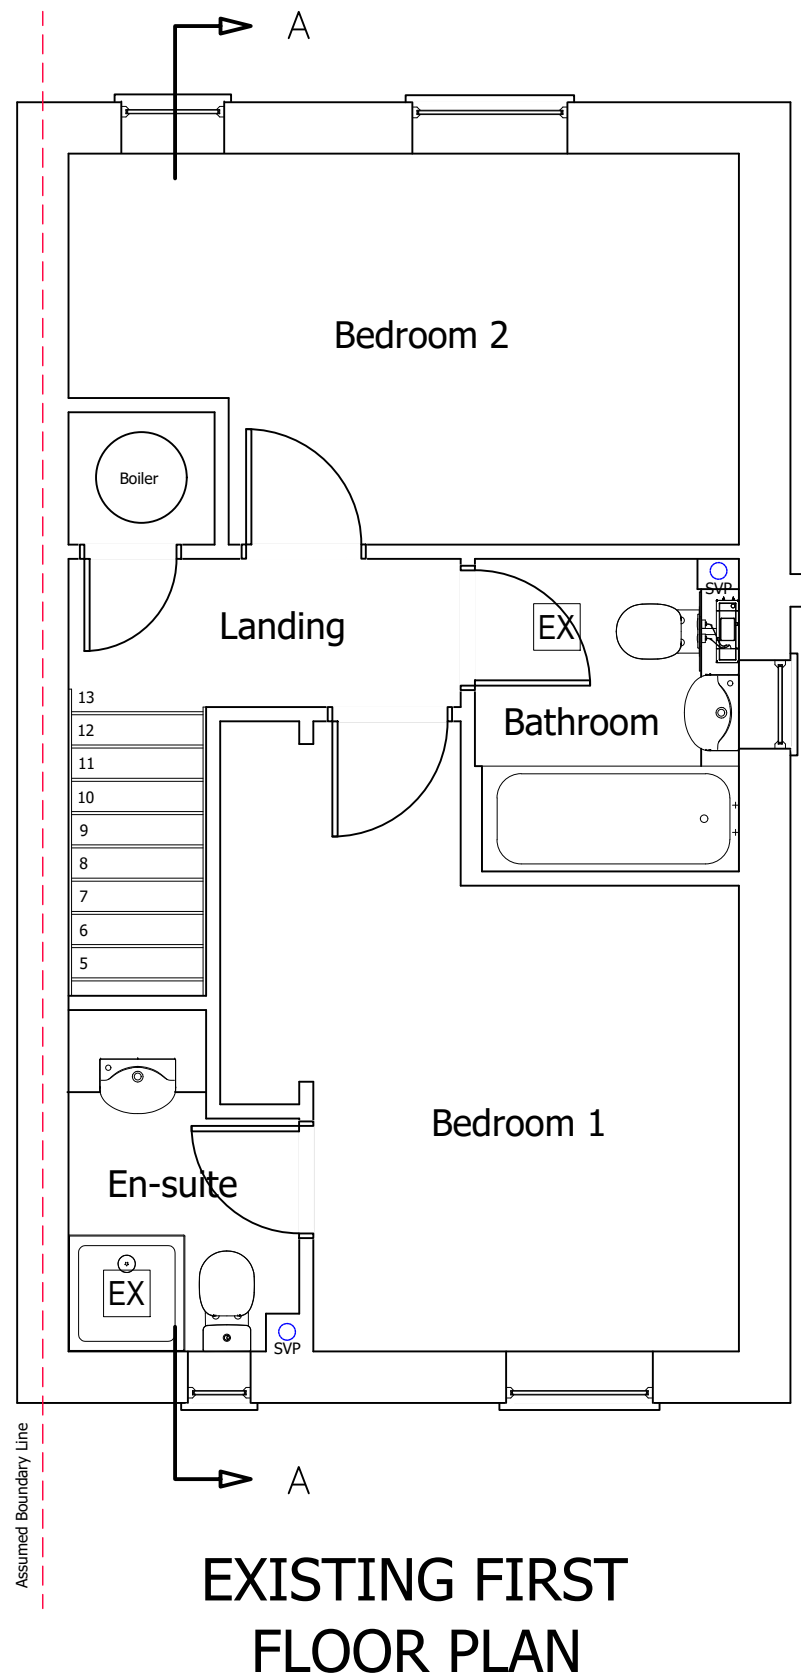 A
Bedroom 2
Boiler
SVP
Landing
EX
Bathroom
13
12
11
10
9
8
7
6
5
Bedroom 1
En-suite
EX
SVP
A
Assumed Boundary Line
EXISTING FIRST
FLOOR PLAN